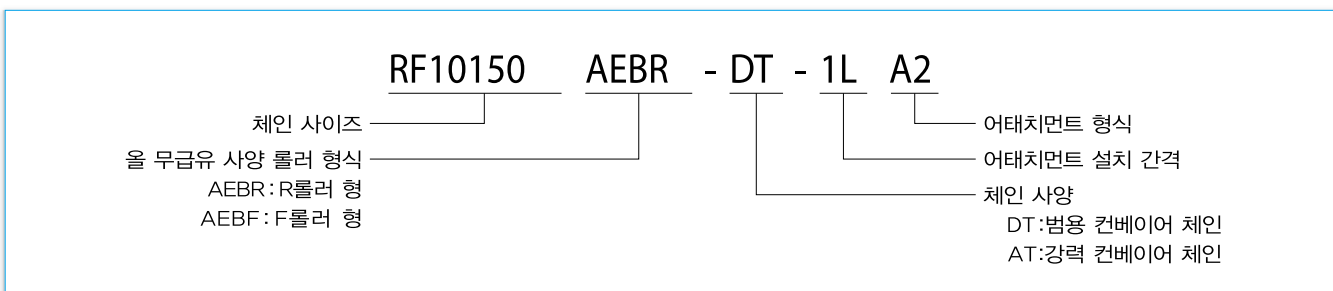 RF10150 AEBR - DT - 1L A2
체인 사이즈
올 무급유 사양 롤러 형식
AEBR : R롤러 형
AEBF : F롤러 형
어태치먼트 형식
어태치먼트 설치 간격
체인 사양
DT :범용 컨베이어 체인
AT:강력 컨베이어 체인